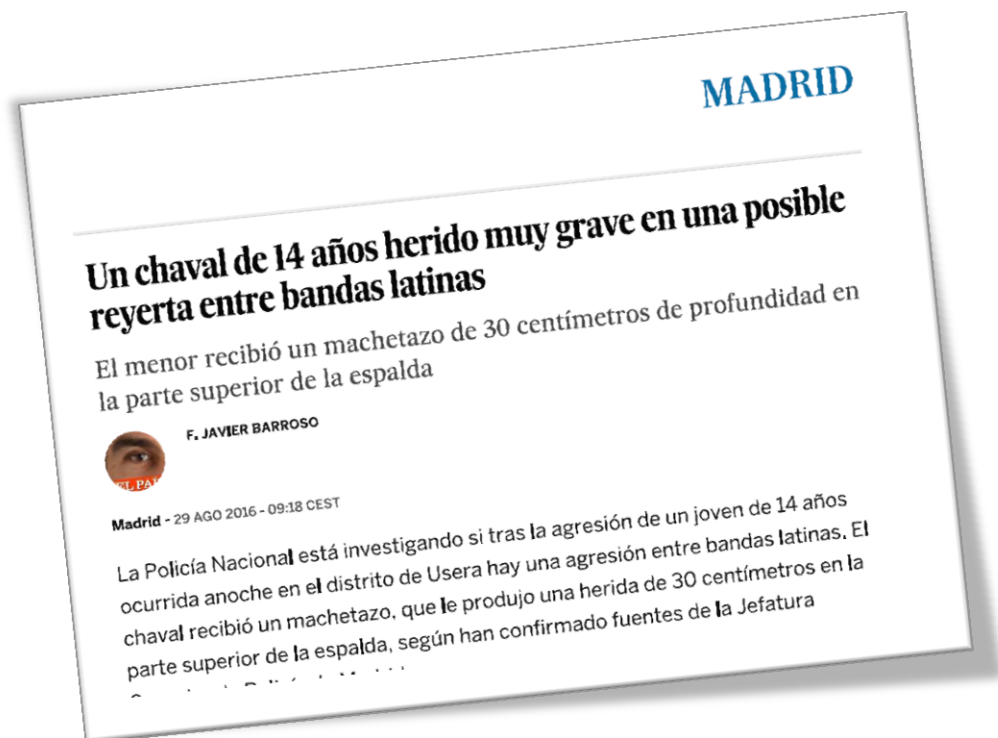 MADRID
Un chaval de 14 años herido muy grave en una posible
reyerta entre bandas latinas
El menor recibió un machetazo de 30 centímetros de profundidad en
la parte superior de la espalda
F. JAVIER BARROSO
EL PAÍS
Madrid - 29 AGO 2016 - 09:18 CEST
La Policía Nacional está investigando si tras la agresión de un joven de 14 años
ocurrida anoche en el distrito de Usera hay una agresión entre bandas latinas. El
chaval recibió un machetazo, que le produjo una herida de 30 centímetros en la
parte superior de la espalda, según han confirmado fuentes de la Jefatura